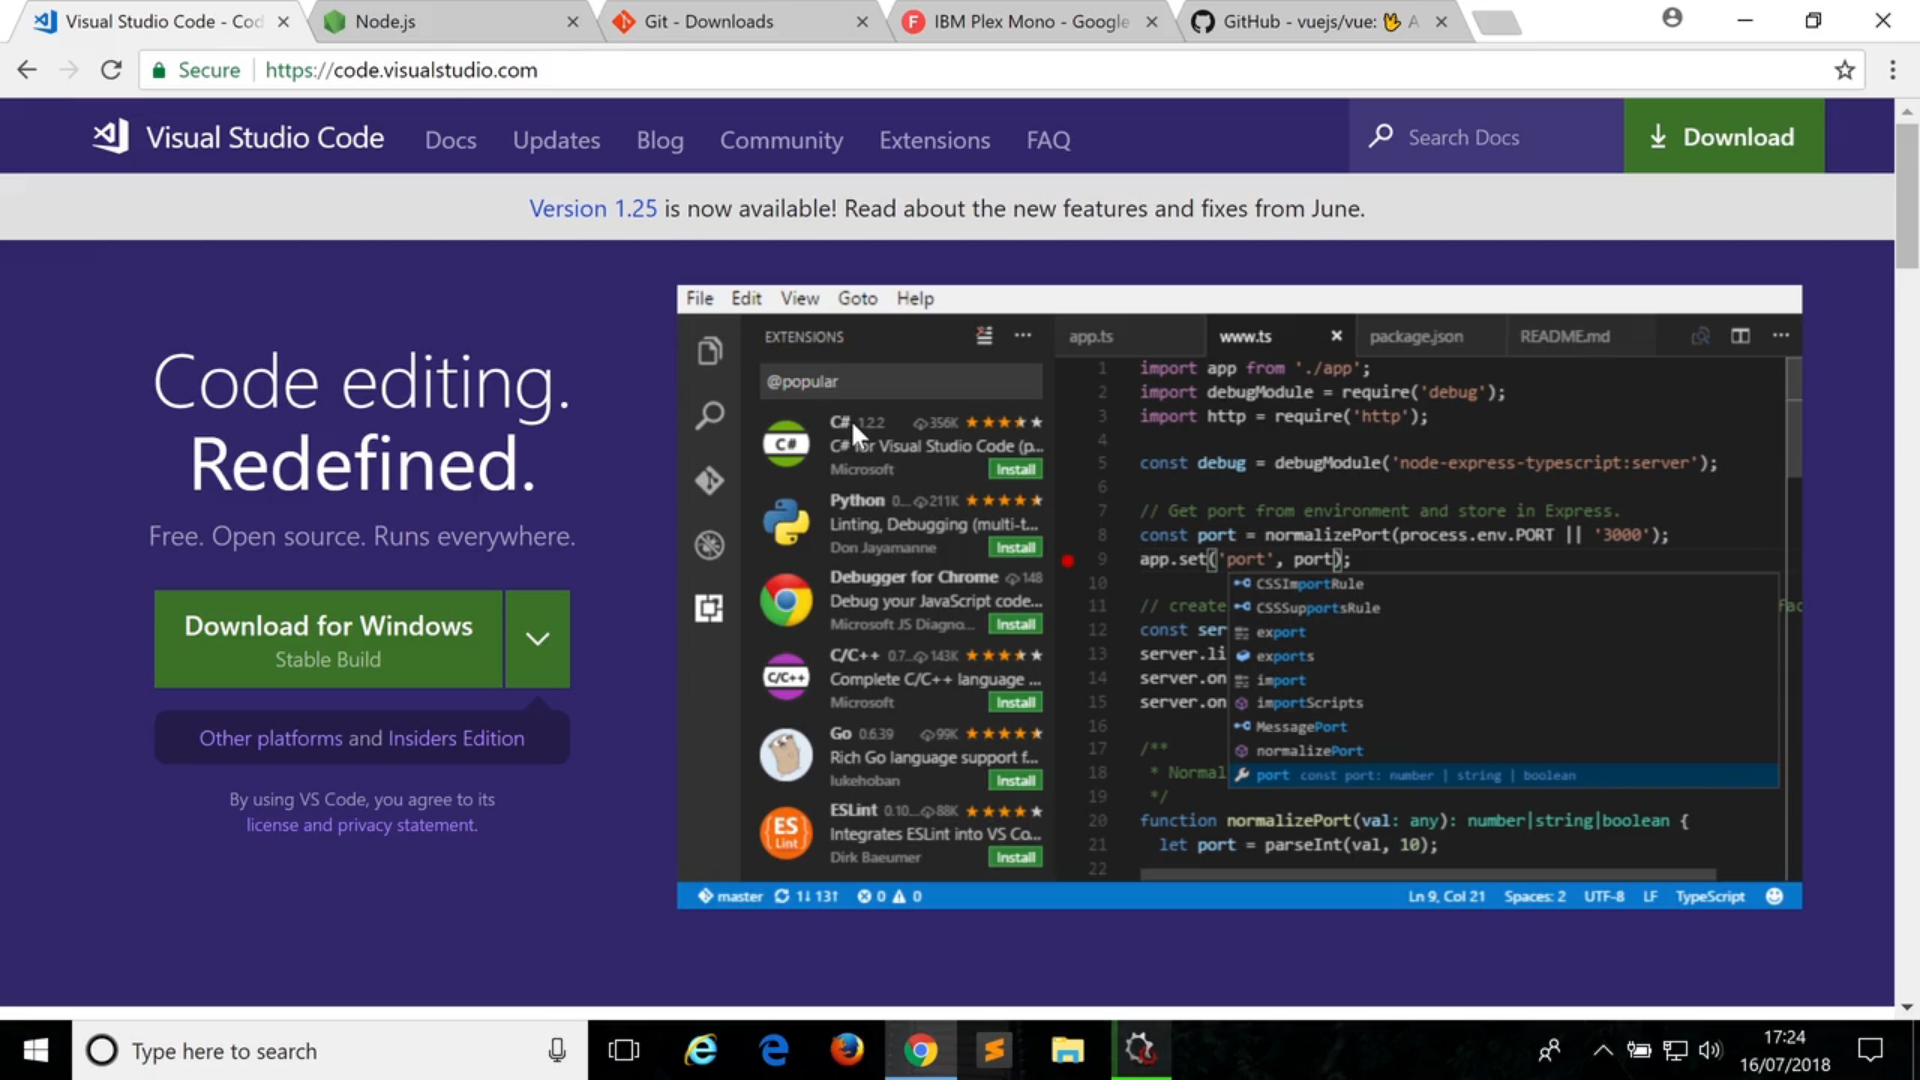 Visual Studio Code - Cod
Node.js
Git - Downloads
IBM Plex Mono - Google
GitHub - vuejs/vue: 🖖 A
Secure
https://code.visualstudio.com
Visual Studio Code
Docs
Updates
Blog
Community
Extensions
FAQ
Search Docs
Download
Version 1.25 is now available! Read about the new features and fixes from June.
Code editing.
Redefined.
Free. Open source. Runs everywhere.
Download for Windows
Stable Build
Other platforms and Insiders Edition
By using VS Code, you agree to its
license and privacy statement.
File Edit View Goto Help
EXTENSIONS
@popular
C# 1.2.2 356K
C# for Visual Studio Code (p...
Microsoft
Install
Python 0... 211K
Linting, Debugging (multi-t...
Don Jayamanne
Install
Debugger for Chrome 148
Debug your JavaScript code...
Microsoft JS Diagno...
Install
C/C++ 0.7... 143K
Complete C/C++ language ...
Microsoft
Install
Go 0.6.39 99K
Rich Go language support f...
lukehoban
Install
ESLint 0.10... 88K
Integrates ESLint into VS Co...
Dirk Baeumer
Install
C#
C/C++
ES
Lint
app.ts
www.ts
package.json
README.md
1 import app from './app';
2 import debugModule = require('debug');
3 import http = require('http');
4
5 const debug = debugModule('node-express-typescript:server');
6
7 // Get port from environment and store in Express.
8 const port = normalizePort(process.env.PORT || '3000');
9 app.set('port', port);
10
11 // create
12 const ser
13 server.li
14 server.on
15 server.on
16
17 /**
18 * Normal
19 */
20 function normalizePort(val: any): number|string|boolean {
21 let port = parseInt(val, 10);
22
CSSImportRule
CSSSupportsRule
export
exports
import
importScripts
MessagePort
normalizePort
port const port: number | string | boolean
master 1↓ 13↑ 0 0
Ln 9, Col 21
Spaces: 2
UTF-8
LF
TypeScript
Type here to search
17:24
16/07/2018